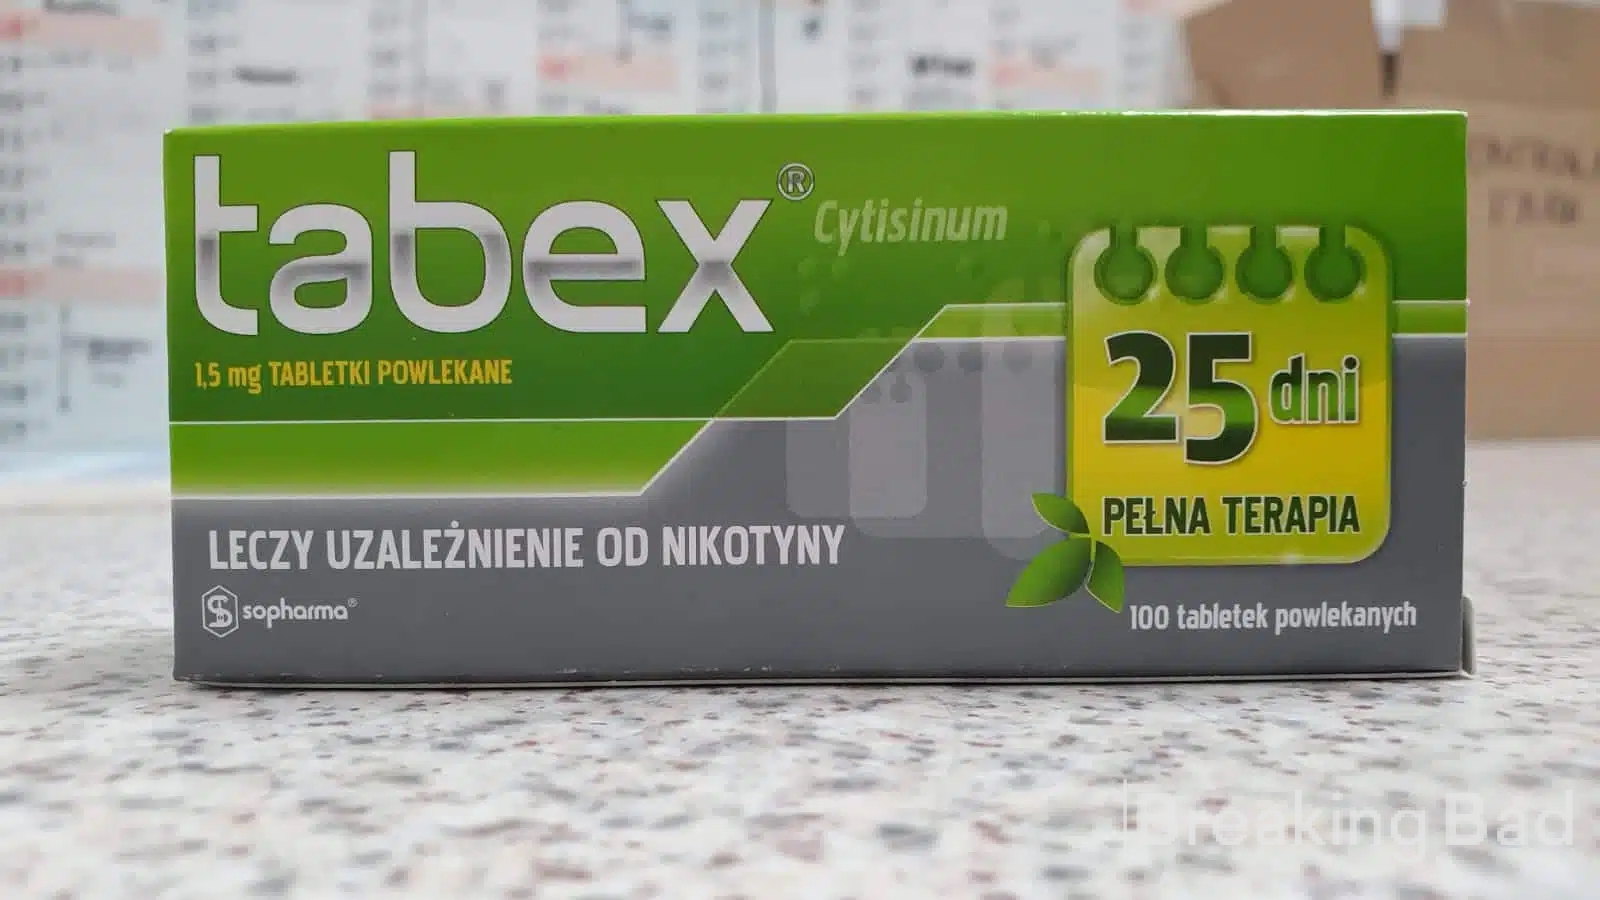 tabex®
Cytisinum
1,5 mg TABLETKI POWLEKANE
25 dni
PEŁNA TERAPIA
LECZY UZALEŻNIENIE OD NIKOTYNY
sopharma®
100 tabletek powlekanych
Breaking Bad